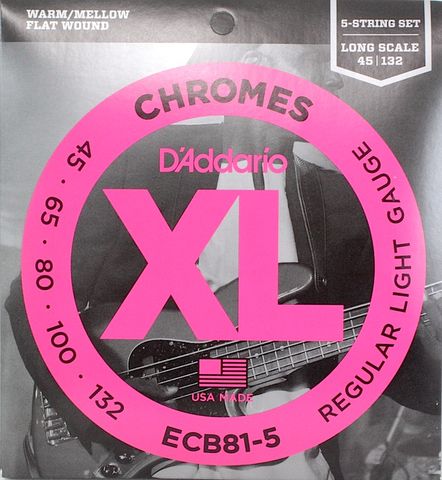 WARM/MELLOW
FLAT WOUND
5-STRING SET
LONG SCALE
45 | 132
CHROMES
D'Addario
XL
45 · 65 · 80 · 100 · 132
REGULAR LIGHT GAUGE
USA MADE
ECB81-5